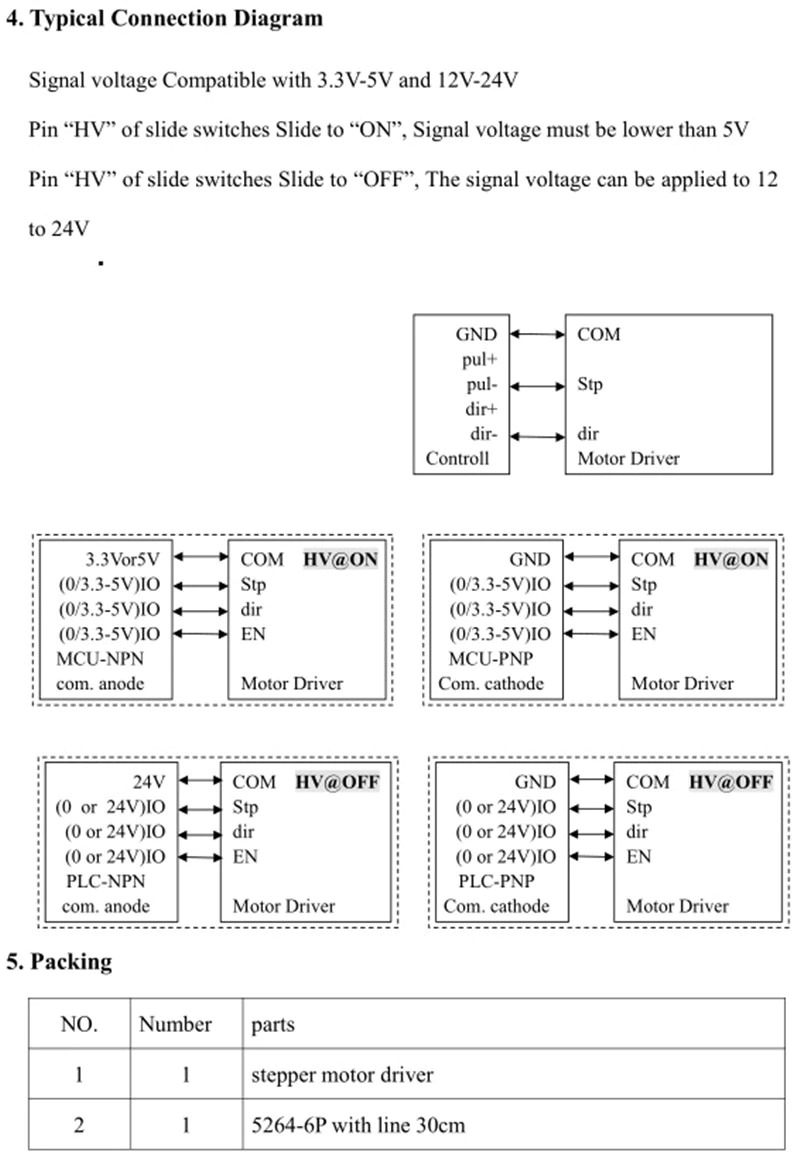 4. Typical Connection Diagram
Signal voltage Compatible with 3.3V-5V and 12V-24V
Pin “HV” of slide switches Slide to “ON”, Signal voltage must be lower than 5V
Pin “HV” of slide switches Slide to “OFF”, The signal voltage can be applied to 12
to 24V
GND COM
pul+
pul- Stp
dir+
dir- dir
Controll Motor Driver
3.3Vor5V COM HV@ON
(0/3.3-5V)IO Stp
(0/3.3-5V)IO dir
(0/3.3-5V)IO EN
MCU-NPN
com. anode Motor Driver
GND COM HV@ON
(0/3.3-5V)IO Stp
(0/3.3-5V)IO dir
(0/3.3-5V)IO EN
MCU-PNP
Com. cathode Motor Driver
24V COM HV@OFF
(0 or 24V)IO Stp
(0 or 24V)IO dir
(0 or 24V)IO EN
PLC-NPN
com. anode Motor Driver
GND COM HV@OFF
(0 or 24V)IO Stp
(0 or 24V)IO dir
(0 or 24V)IO EN
PLC-PNP
Com. cathode Motor Driver
5. Packing
NO. Number parts
1 1 stepper motor driver
2 1 5264-6P with line 30cm